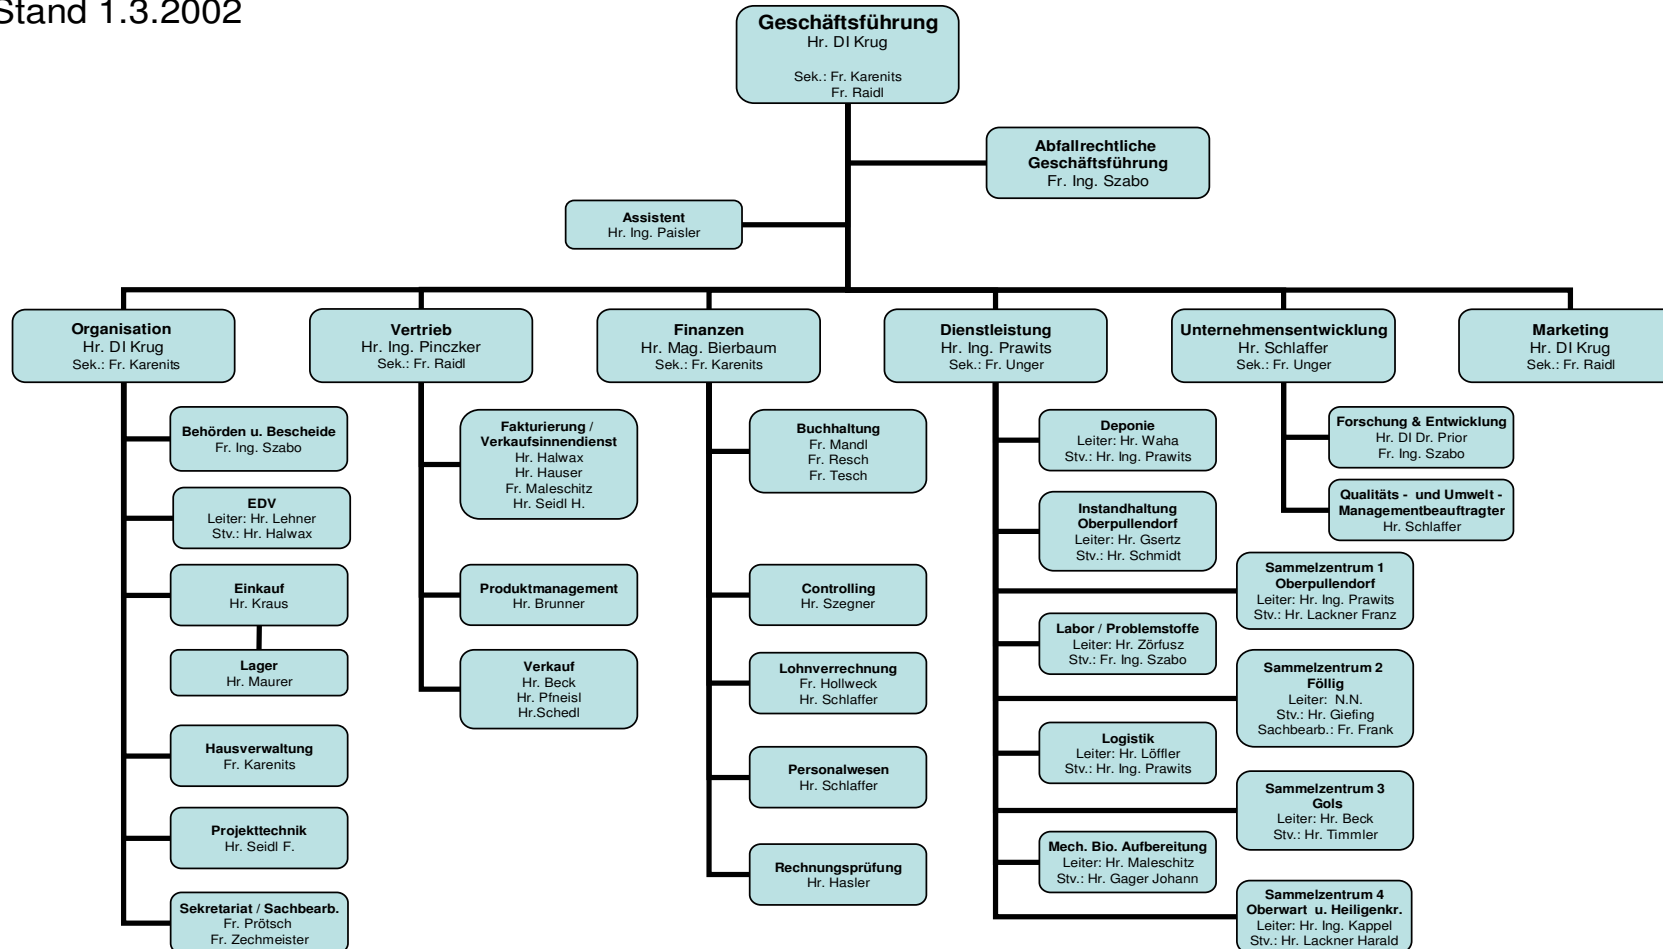 Stand 1.3.2002
Geschäftsführung
Hr. DI Krug
Sek.: Fr. Karenits
Fr. Raidl
Abfallrechtliche
Geschäftsführung
Fr. Ing. Szabo
Assistent
Hr. Ing. Paisler
Organisation
Hr. DI Krug
Sek.: Fr. Karenits
Vertrieb
Hr. Ing. Pinczker
Sek.: Fr. Raidl
Finanzen
Hr. Mag. Bierbaum
Sek.: Fr. Karenits
Dienstleistung
Hr. Ing. Prawits
Sek.: Fr. Unger
Unternehmensentwicklung
Hr. Schlaffer
Sek.: Fr. Unger
Marketing
Hr. DI Krug
Sek.: Fr. Raidl
Behörden u. Bescheide
Fr. Ing. Szabo
EDV
Leiter: Hr. Lehner
Stv.: Hr. Halwax
Einkauf
Hr. Kraus
Lager
Hr. Maurer
Hausverwaltung
Fr. Karenits
Projekttechnik
Hr. Seidl F.
Sekretariat / Sachbearb.
Fr. Prötsch
Fr. Zechmeister
Fakturierung /
Verkaufsinnendienst
Hr. Halwax
Hr. Hauser
Fr. Maleschitz
Hr. Seidl H.
Produktmanagement
Hr. Brunner
Verkauf
Hr. Beck
Hr. Pfneisl
Hr.Schedl
Buchhaltung
Fr. Mandl
Fr. Resch
Fr. Tesch
Controlling
Hr. Szegner
Lohnverrechnung
Fr. Hollweck
Hr. Schlaffer
Personalwesen
Hr. Schlaffer
Rechnungsprüfung
Hr. Hasler
Deponie
Leiter: Hr. Waha
Stv.: Hr. Ing. Prawits
Instandhaltung
Oberpullendorf
Leiter: Hr. Gsertz
Stv.: Hr. Schmidt
Labor / Problemstoffe
Leiter: Hr. Zörfusz
Stv.: Fr. Ing. Szabo
Logistik
Leiter: Hr. Löffler
Stv.: Hr. Ing. Prawits
Mech. Bio. Aufbereitung
Leiter: Hr. Maleschitz
Stv.: Hr. Gager Johann
Sammelzentrum 1
Oberpullendorf
Leiter: Hr. Ing. Prawits
Stv.: Hr. Lackner Franz
Sammelzentrum 2
Föllig
Leiter:  N.N.
Stv.: Hr. Giefing
Sachbearb.: Fr. Frank
Sammelzentrum 3
Gols
Leiter: Hr. Beck
Stv.: Hr. Timmler
Sammelzentrum 4
Oberwart  u. Heiligenkr.
Leiter: Hr. Ing. Kappel
Stv.: Hr. Lackner Harald
Forschung & Entwicklung
Hr. DI Dr. Prior
Fr. Ing. Szabo
Qualitäts -  und Umwelt -
Managementbeauftragter
Hr. Schlaffer